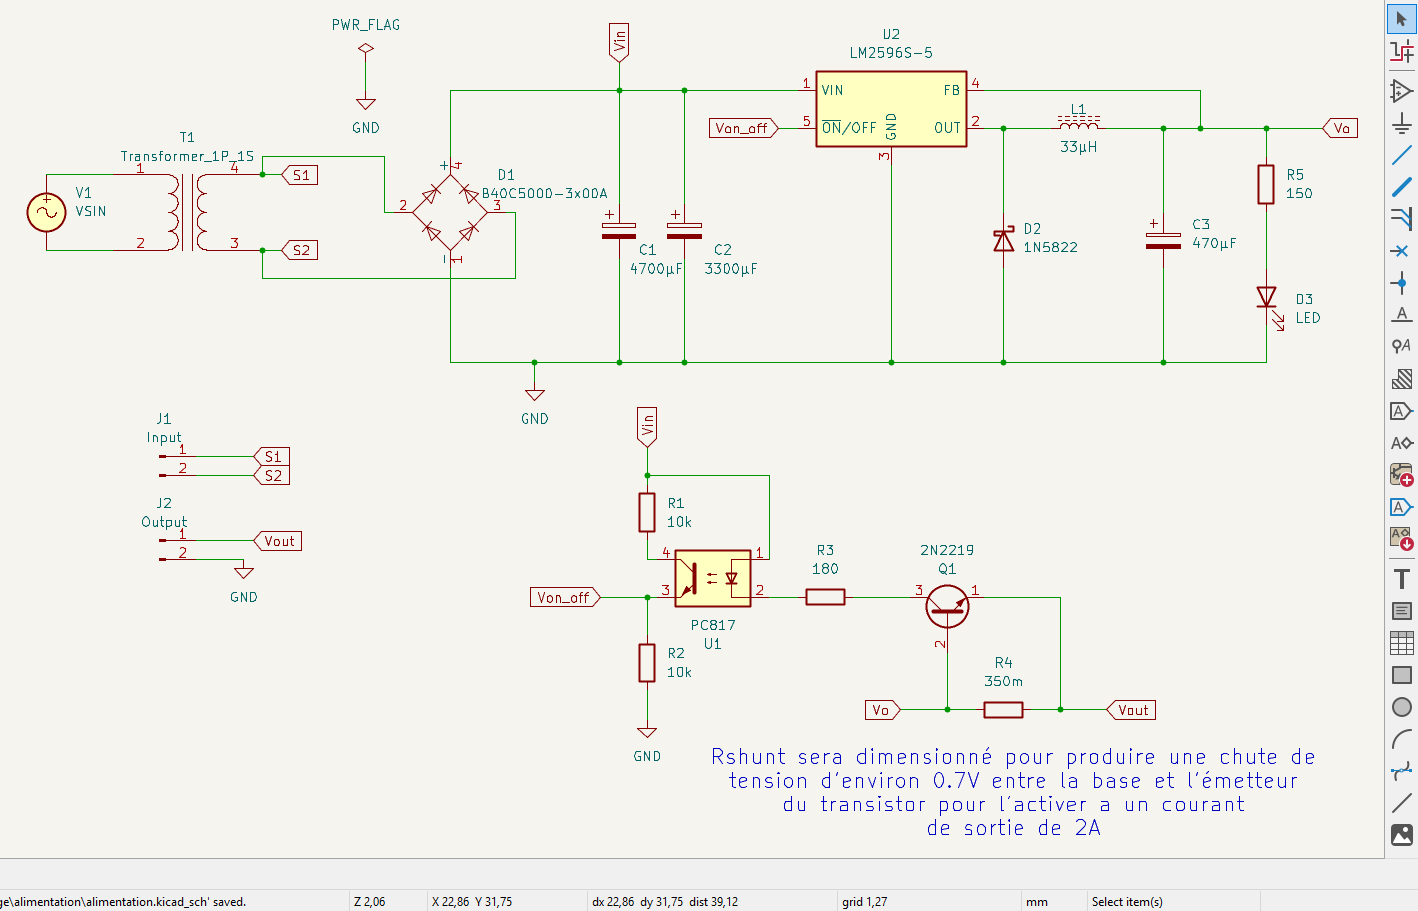 PWR_FLAG
GND
T1
Transformer_1P_1S
1
4
2
3
V1
VSIN
S1
S2
D1
B40C5000-3x00A
+
4
2
3
-
1
Vin
+
C1
4700µF
+
C2
3300µF
U2
LM2596S-5
1
VIN
FB
4
Von_off
5
ON/OFF
GND
OUT
2
3
L1
33µH
Vo
D2
1N5822
+
C3
470µF
R5
150
D3
LED
GND
J1
Input
1
S1
2
S2
J2
Output
1
Vout
2
GND
Vin
R1
10k
4
1
3
2
Von_off
PC817
U1
R2
10k
GND
R3
180
2N2219
Q1
3
1
2
R4
350m
Vo
Vout
Rshunt sera dimensionné pour produire une chute de
tension d'environ 0.7V entre la base et l'émetteur
du transistor pour l'activer a un courant
de sortie de 2A
ge\alimentation\alimentation.kicad_sch' saved.
Z 2,06
X 22,86 Y 31,75
dx 22,86 dy 31,75 dist 39,12
grid 1,27
mm
Select item(s)